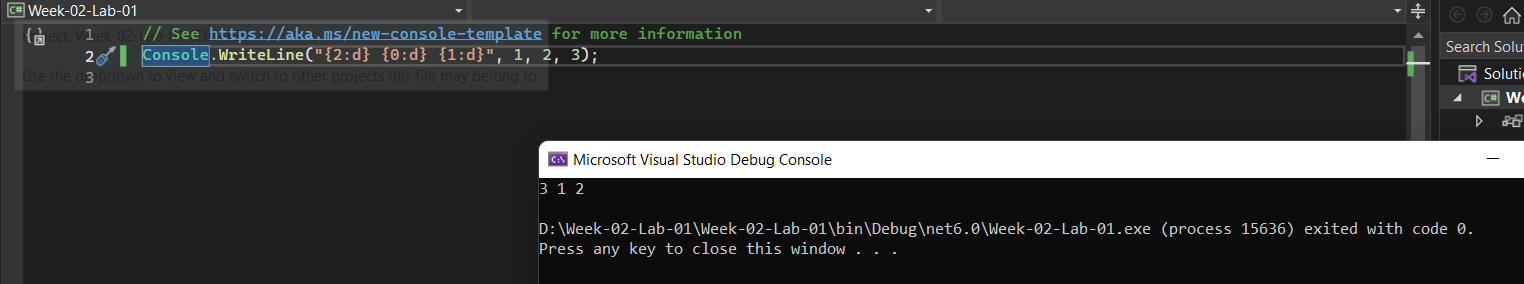 C# Week-02-Lab-01
1 // See https://aka.ms/new-console-template for more information
Project: Week-02-Lab-01
2 Console.WriteLine("{2:d} {0:d} {1:d}", 1, 2, 3);
Use the dropdown to view and switch to other projects this file may belong to.
3
Search Solu
Soluti
C# We
C:\ Microsoft Visual Studio Debug Console
3 1 2
D:\Week-02-Lab-01\Week-02-Lab-01\bin\Debug\net6.0\Week-02-Lab-01.exe (process 15636) exited with code 0.
Press any key to close this window . . .